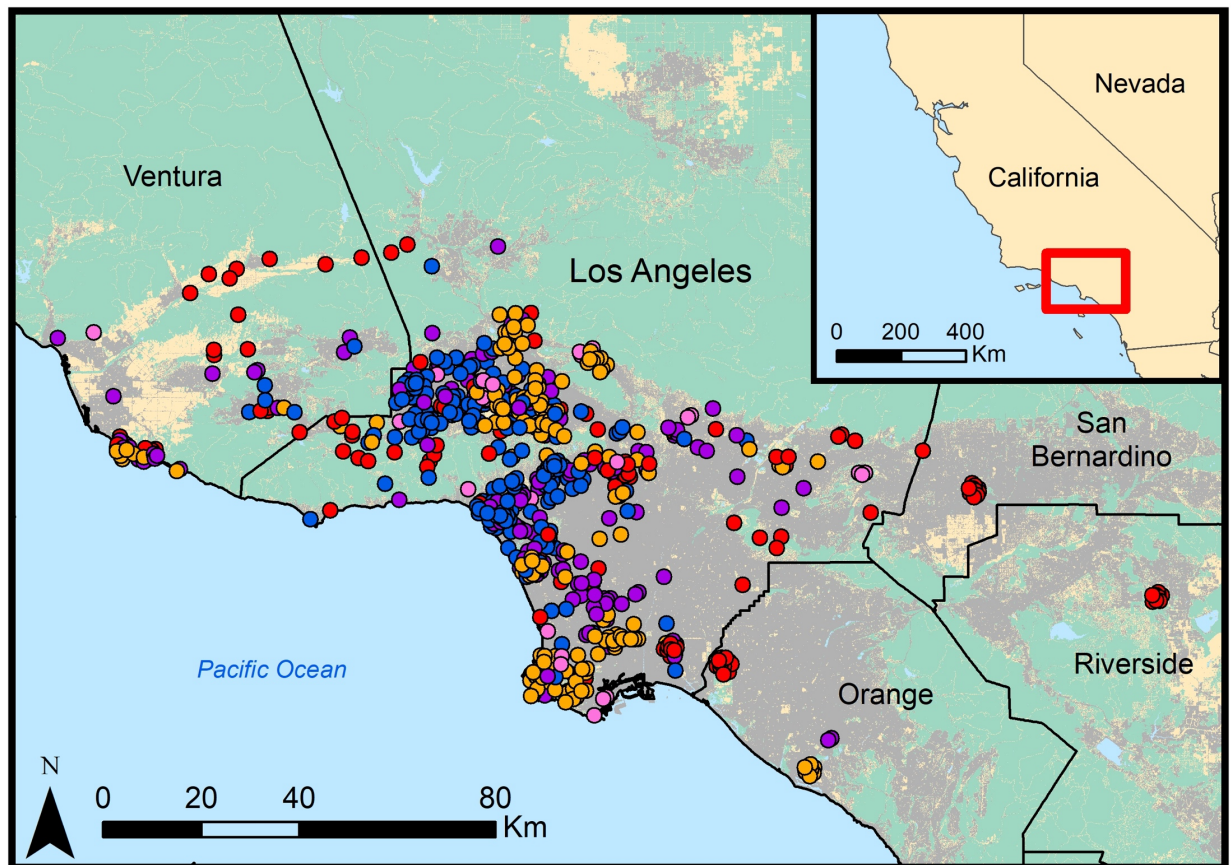 Nevada
California
0 200 400
Km
Ventura
Los Angeles
San
Bernardino
Riverside
Orange
Pacific Ocean
N
0 20 40 80
Km